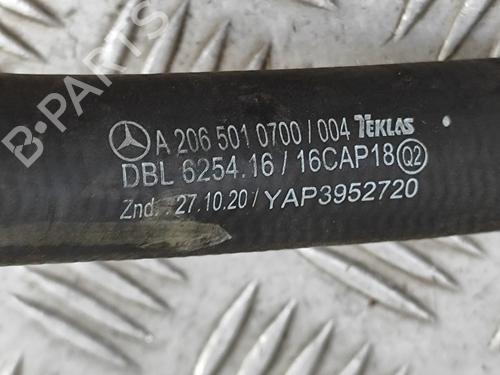 B-PARTS
A 206 501 0700 / 004 TEKLAS
DBL 6254.16 / 16CAP18 Q2
Znd. : 27.10.20 / YAP3952720